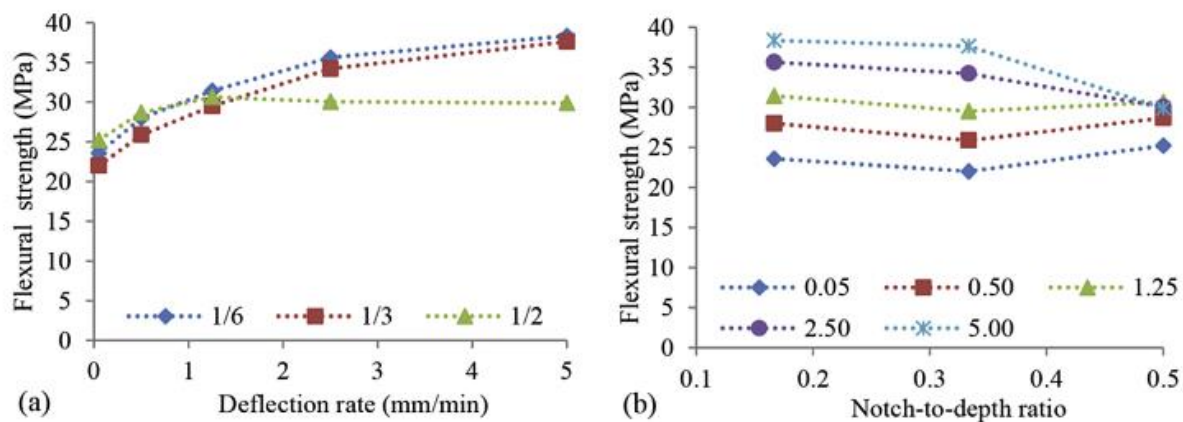 40
35
30
25
20
15
10
5
0
Flexural strength (MPa)
1/6 1/3 1/2
0 1 2 3 4 5
(a) Deflection rate (mm/min)
40
35
30
25
20
15
10
5
0
Flexural strength (MPa)
0.05 0.50 1.25
2.50 5.00
0.1 0.2 0.3 0.4 0.5
(b) Notch-to-depth ratio